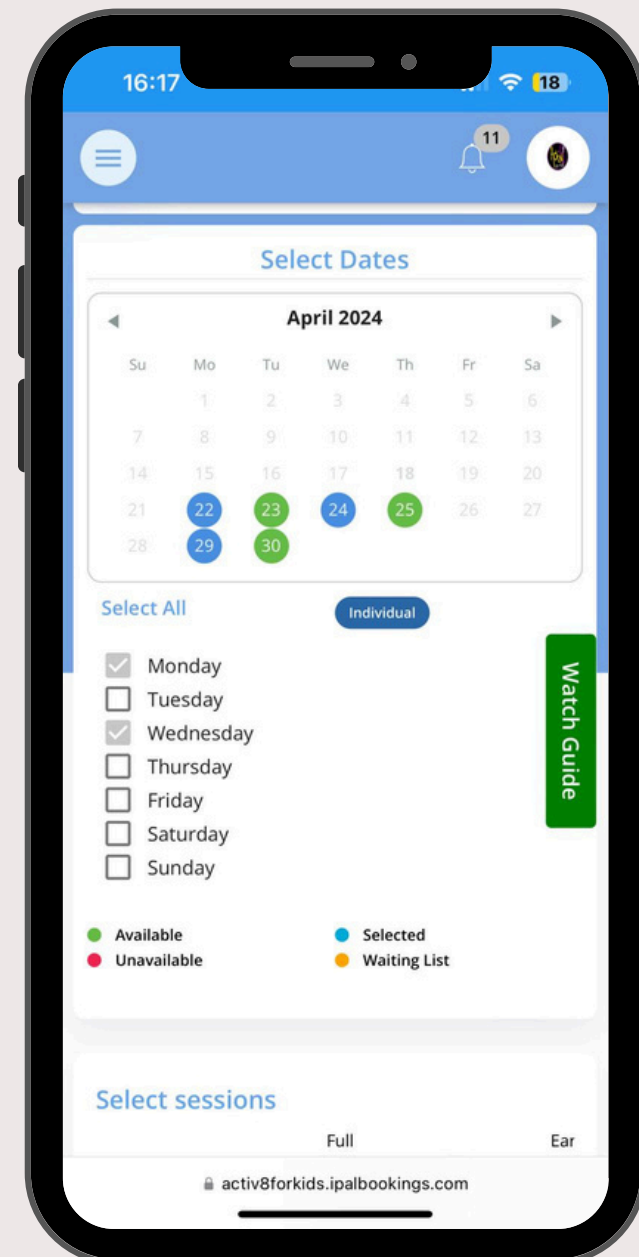 16:17 18
11
Select Dates
April 2024
Su Mo Tu We Th Fr Sa
1 2 3 4 5 6
7 8 9 10 11 12 13
14 15 16 17 18 19 20
21 22 23 24 25 26 27
28 29 30
Select All Individual
Monday
Tuesday
Wednesday
Thursday
Friday
Saturday
Sunday
Watch Guide
Available Selected
Unavailable Waiting List
Select sessions
Full Ear
activ8forkids.ipalbookings.com